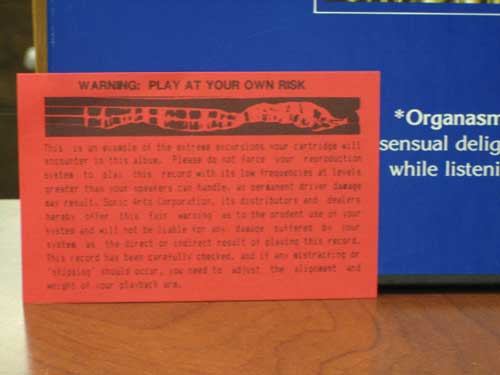 WARNING: PLAY AT YOUR OWN RISK
This is an example of the extreme excursions your cartridge will
encounter in this album. Please do not force your reproduction
system to play this record with its low frequencies at levels
greater than your speakers can handle, as permanent driver damage
may result. Sonic Arts Corporation, its distributors and dealers
hereby offer this fair warning as to the prudent use of your
system and will not be liable for any damage suffered by your
system as the direct or indirect result of playing this record.
This record has been carefully checked, and if any mistracking or
'skipping' should occur, you need to adjust the alignment and
weight of your playback arm.
*Organasm
sensual delig
while listeni